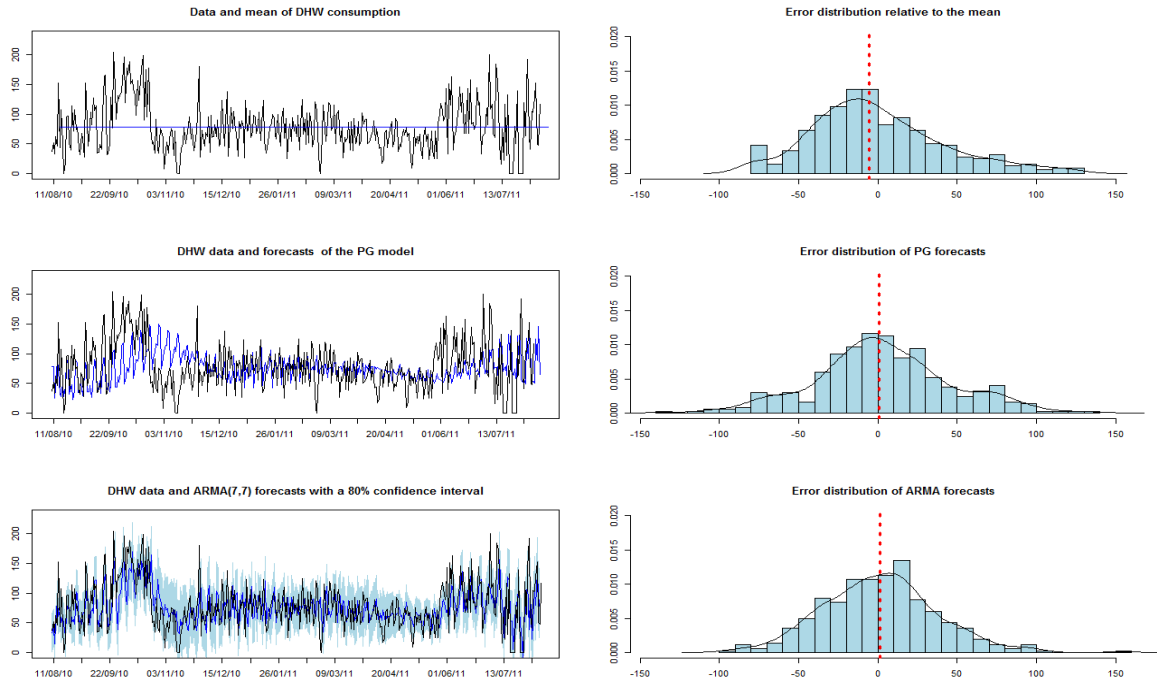 Data and mean of DHW consumption
200
150
100
50
0
11/08/10 22/09/10 03/11/10 15/12/10 26/01/11 09/03/11 20/04/11 01/06/11 13/07/11
Error distribution relative to the mean
0.020
0.015
0.010
0.005
0.000
-150 -100 -50 0 50 100 150
DHW data and forecasts of the PG model
200
150
100
50
0
11/08/10 22/09/10 03/11/10 15/12/10 26/01/11 09/03/11 20/04/11 01/06/11 13/07/11
Error distribution of PG forecasts
0.020
0.015
0.010
0.005
0.000
-150 -100 -50 0 50 100 150
DHW data and ARMA(7,7) forecasts with a 80% confidence interval
200
150
100
50
0
11/08/10 22/09/10 03/11/10 15/12/10 26/01/11 09/03/11 20/04/11 01/06/11 13/07/11
Error distribution of ARMA forecasts
0.020
0.015
0.010
0.005
0.000
-150 -100 -50 0 50 100 150